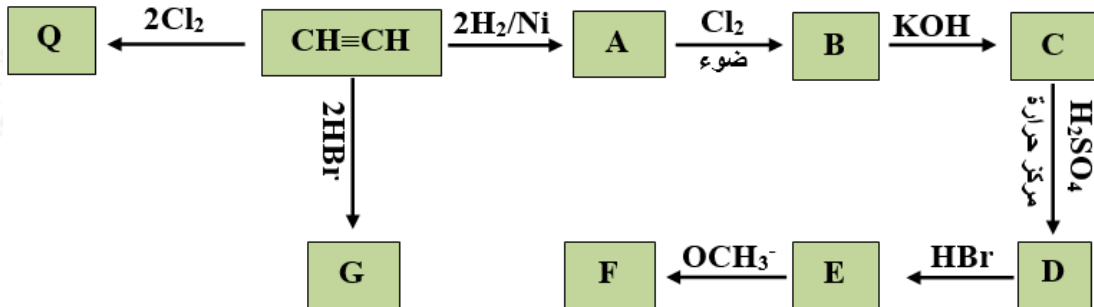 Q 2Cl₂ CH≡CH 2H₂/Ni A Cl₂ ضوء B KOH C
2HBr
H₂SO₄
مركز حرارة
G F OCH₃⁻ E HBr D